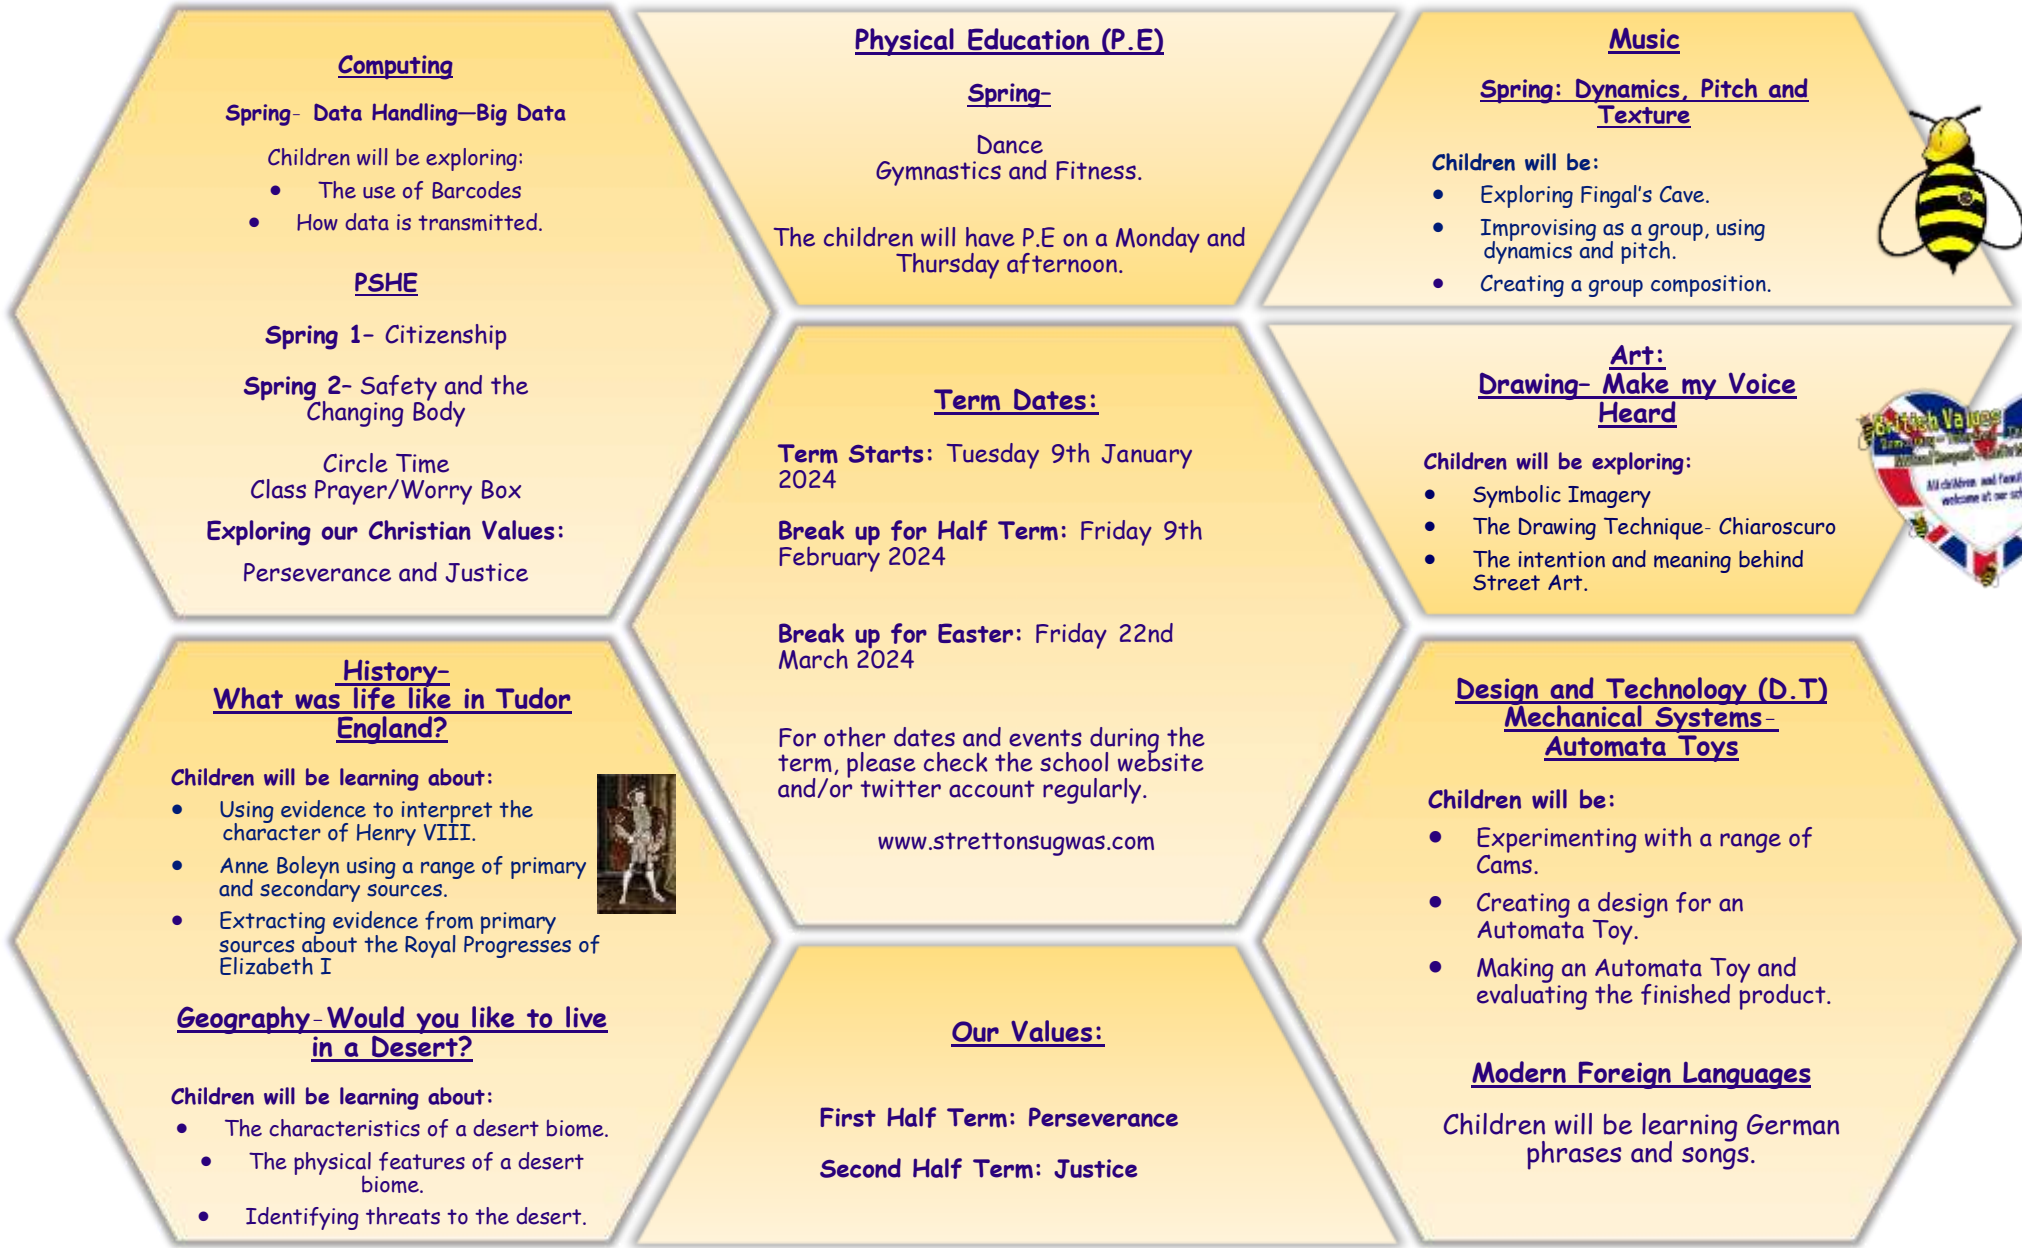 Computing
Spring- Data Handling—Big Data
Children will be exploring:
• The use of Barcodes
• How data is transmitted.
PSHE
Spring 1– Citizenship
Spring 2– Safety and the
Changing Body
Circle Time
Class Prayer/Worry Box
Exploring our Christian Values:
Perseverance and Justice
Physical Education (P.E)
Spring–
Dance
Gymnastics and Fitness.
The children will have P.E on a Monday and
Thursday afternoon.
Music
Spring: Dynamics, Pitch and
Texture
Children will be:
• Exploring Fingal's Cave.
• Improvising as a group, using
dynamics and pitch.
• Creating a group composition.
Term Dates:
Term Starts: Tuesday 9th January
2024
Break up for Half Term: Friday 9th
February 2024
Break up for Easter: Friday 22nd
March 2024
For other dates and events during the
term, please check the school website
and/or twitter account regularly.
www.strettonsugwas.com
Art:
Drawing– Make my Voice
Heard
Children will be exploring:
• Symbolic Imagery
• The Drawing Technique- Chiaroscuro
• The intention and meaning behind
Street Art.
British Values
All children and
welcome at our
History–
What was life like in Tudor
England?
Children will be learning about:
• Using evidence to interpret the
character of Henry VIII.
• Anne Boleyn using a range of primary
and secondary sources.
• Extracting evidence from primary
sources about the Royal Progresses of
Elizabeth I
Geography-Would you like to live
in a Desert?
Children will be learning about:
• The characteristics of a desert biome.
• The physical features of a desert
biome.
• Identifying threats to the desert.
Our Values:
First Half Term: Perseverance
Second Half Term: Justice
Design and Technology (D.T)
Mechanical Systems-
Automata Toys
Children will be:
• Experimenting with a range of
Cams.
• Creating a design for an
Automata Toy.
• Making an Automata Toy and
evaluating the finished product.
Modern Foreign Languages
Children will be learning German
phrases and songs.